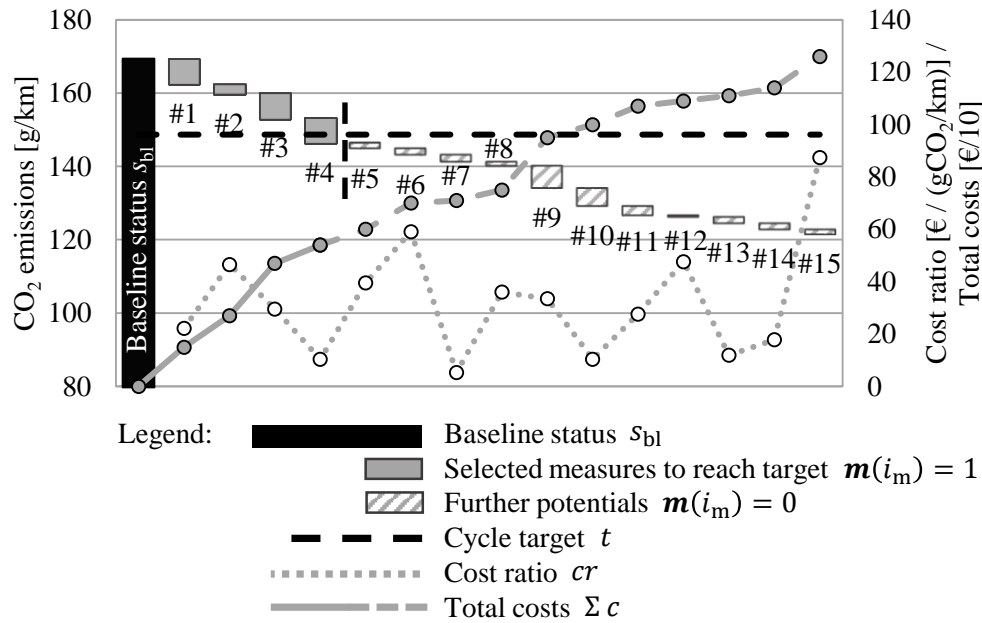 CO2 emissions [g/km]
180
160
140
120
100
80
Baseline status sbl
#1
#2
#3
#4
#5
#6
#7
#8
#9
#10
#11
#12
#13
#14
#15
140
120
100
80
60
40
20
0
Cost ratio [€ / (gCO2/km)] /
Total costs [€/10]
Legend:
Baseline status sbl
Selected measures to reach target m(im) = 1
Further potentials m(im) = 0
Cycle target t
Cost ratio cr
Total costs Σ c